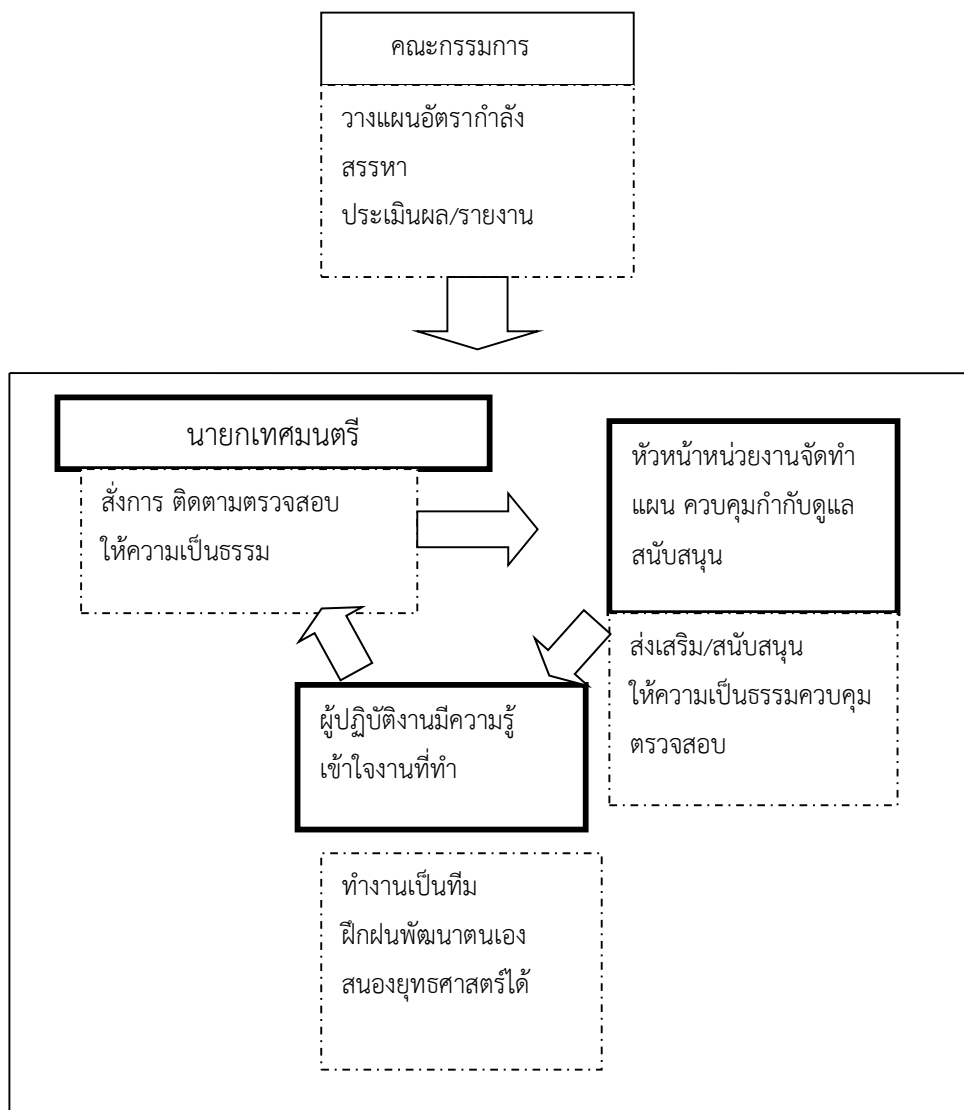 คณะกรรมการ
วางแผนอัตรากำลัง
สรรหา
ประเมินผล/รายงาน
นายกเทศมนตรี
สั่งการ ติดตามตรวจสอบ
ให้ความเป็นธรรม
หัวหน้าหน่วยงานจัดทำ
แผน ควบคุมกำกับดูแล
สนับสนุน
ส่งเสริม/สนับสนุน
ให้ความเป็นธรรมควบคุม
ตรวจสอบ
ผู้ปฏิบัติงานมีความรู้
เข้าใจงานที่ทำ
ทำงานเป็นทีม
ฝึกฝนพัฒนาตนเอง
สนองยุทธศาสตร์ได้